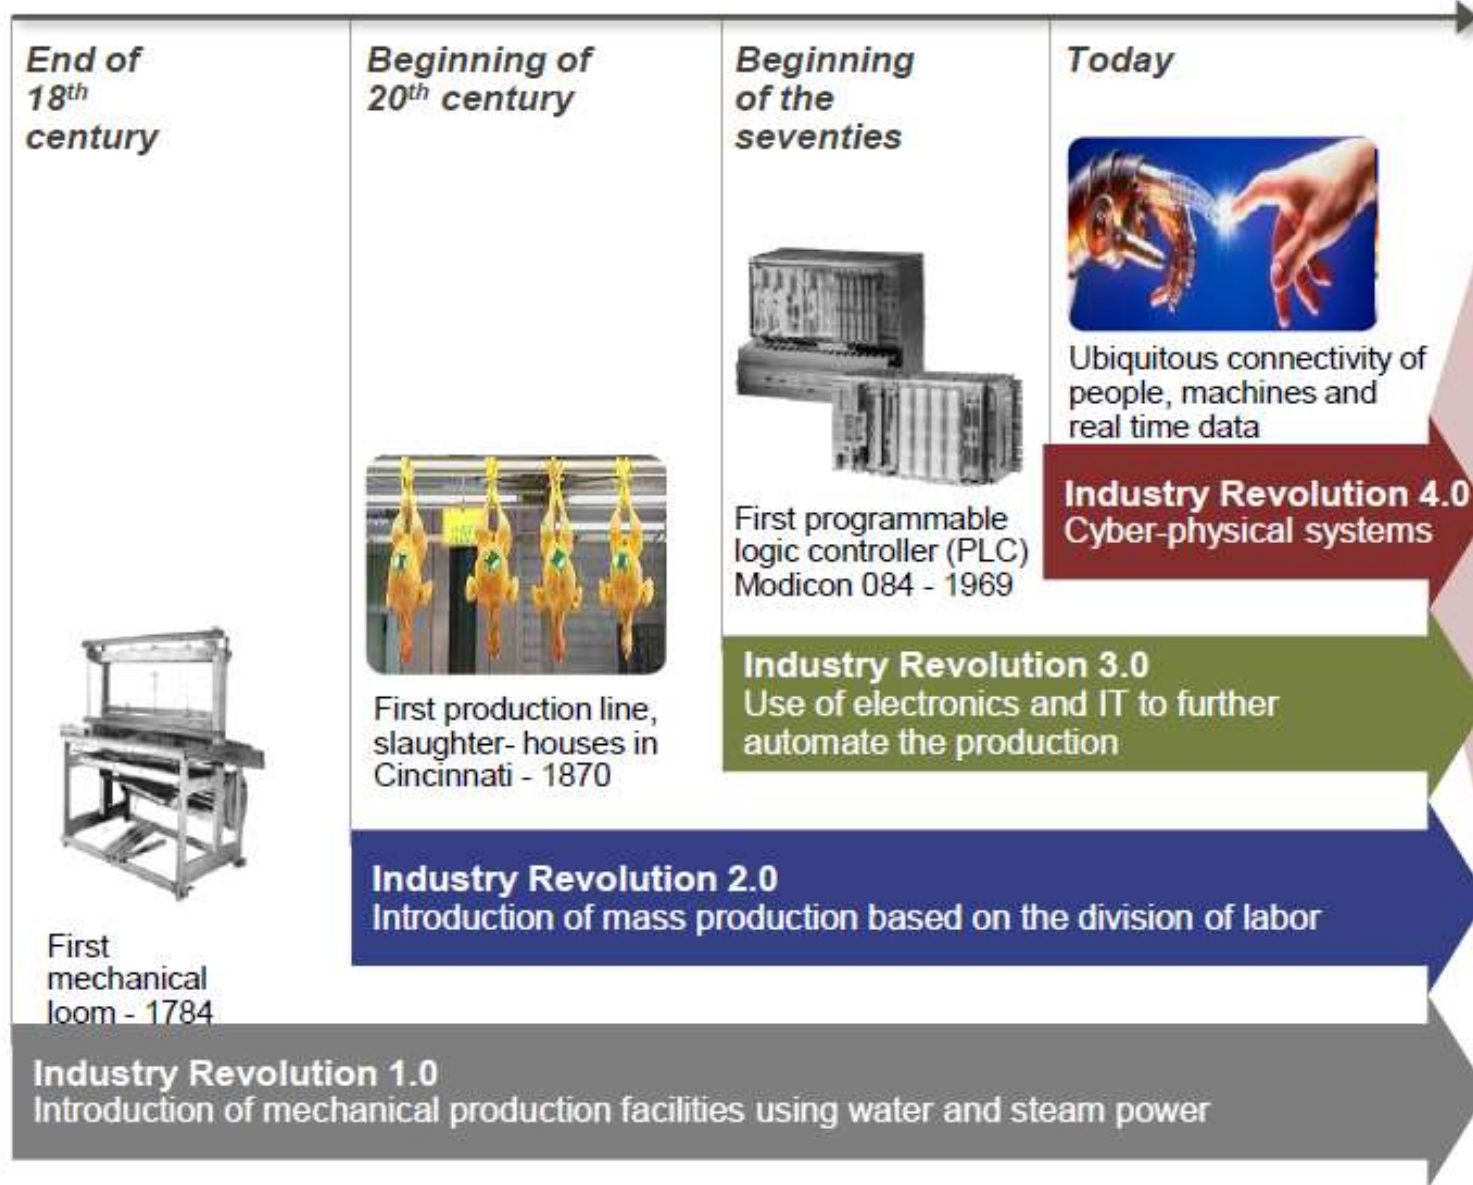 End of
18th
century
Beginning of
20th century
Beginning
of the
seventies
Today
Ubiquitous connectivity of
people, machines and
real time data
Industry Revolution 4.0
Cyber-physical systems
First programmable
logic controller (PLC)
Modicon 084 - 1969
Industry Revolution 3.0
Use of electronics and IT to further
automate the production
First production line,
slaughter- houses in
Cincinnati - 1870
Industry Revolution 2.0
Introduction of mass production based on the division of labor
First
mechanical
loom - 1784
Industry Revolution 1.0
Introduction of mechanical production facilities using water and steam power